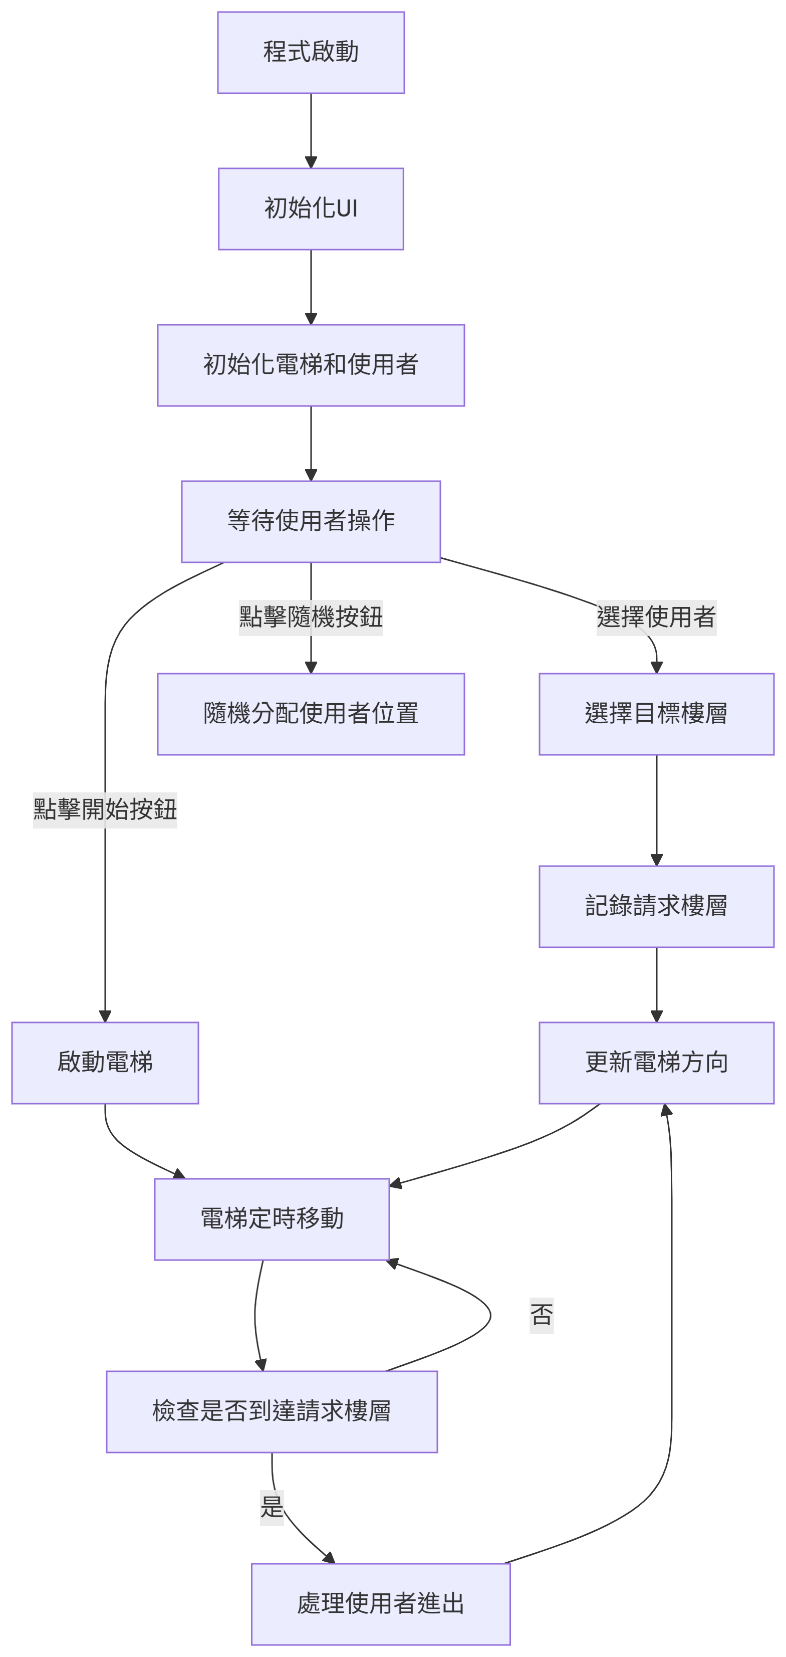 程式啟動
初始化UI
初始化電梯和使用者
等待使用者操作
點擊隨機按鈕
選擇使用者
隨機分配使用者位置
選擇目標樓層
點擊開始按鈕
記錄請求樓層
啟動電梯
更新電梯方向
電梯定時移動
否
檢查是否到達請求樓層
是
處理使用者進出